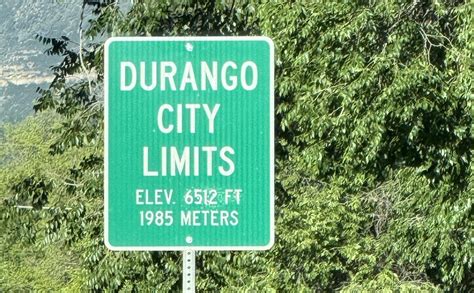 DURANGO
CITY
LIMITS
ELEV. 6512 FT
1985 METERS